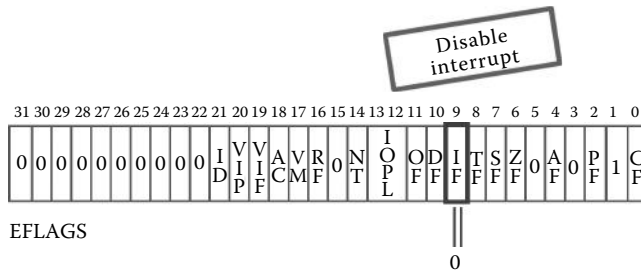 Disable
interrupt
31 30 29 28 27 26 25 24 23 22 21 20 19 18 17 16 15 14 13 12 11 10 9 8 7 6 5 4 3 2 1 0
0 0 0 0 0 0 0 0 0 0 ID VIP VIF AC VM RF 0 NT IOPL OF DF IF TF SF ZF 0 AF 0 PF 1 CF
EFLAGS
0